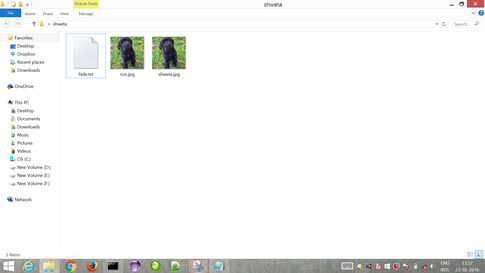 Picture Tools
shweta
File
Home
Share
View
Manage
shweta
Search...
Favorites
Desktop
Dropbox
Recent places
Downloads
OneDrive
This PC
Desktop
Documents
Downloads
Music
Pictures
Videos
OS (C:)
New Volume (D:)
New Volume (E:)
New Volume (F:)
Network
hide.txt
ron.jpg
shweta.jpg
3 items
ENG
INTL
13:37
23-02-2016